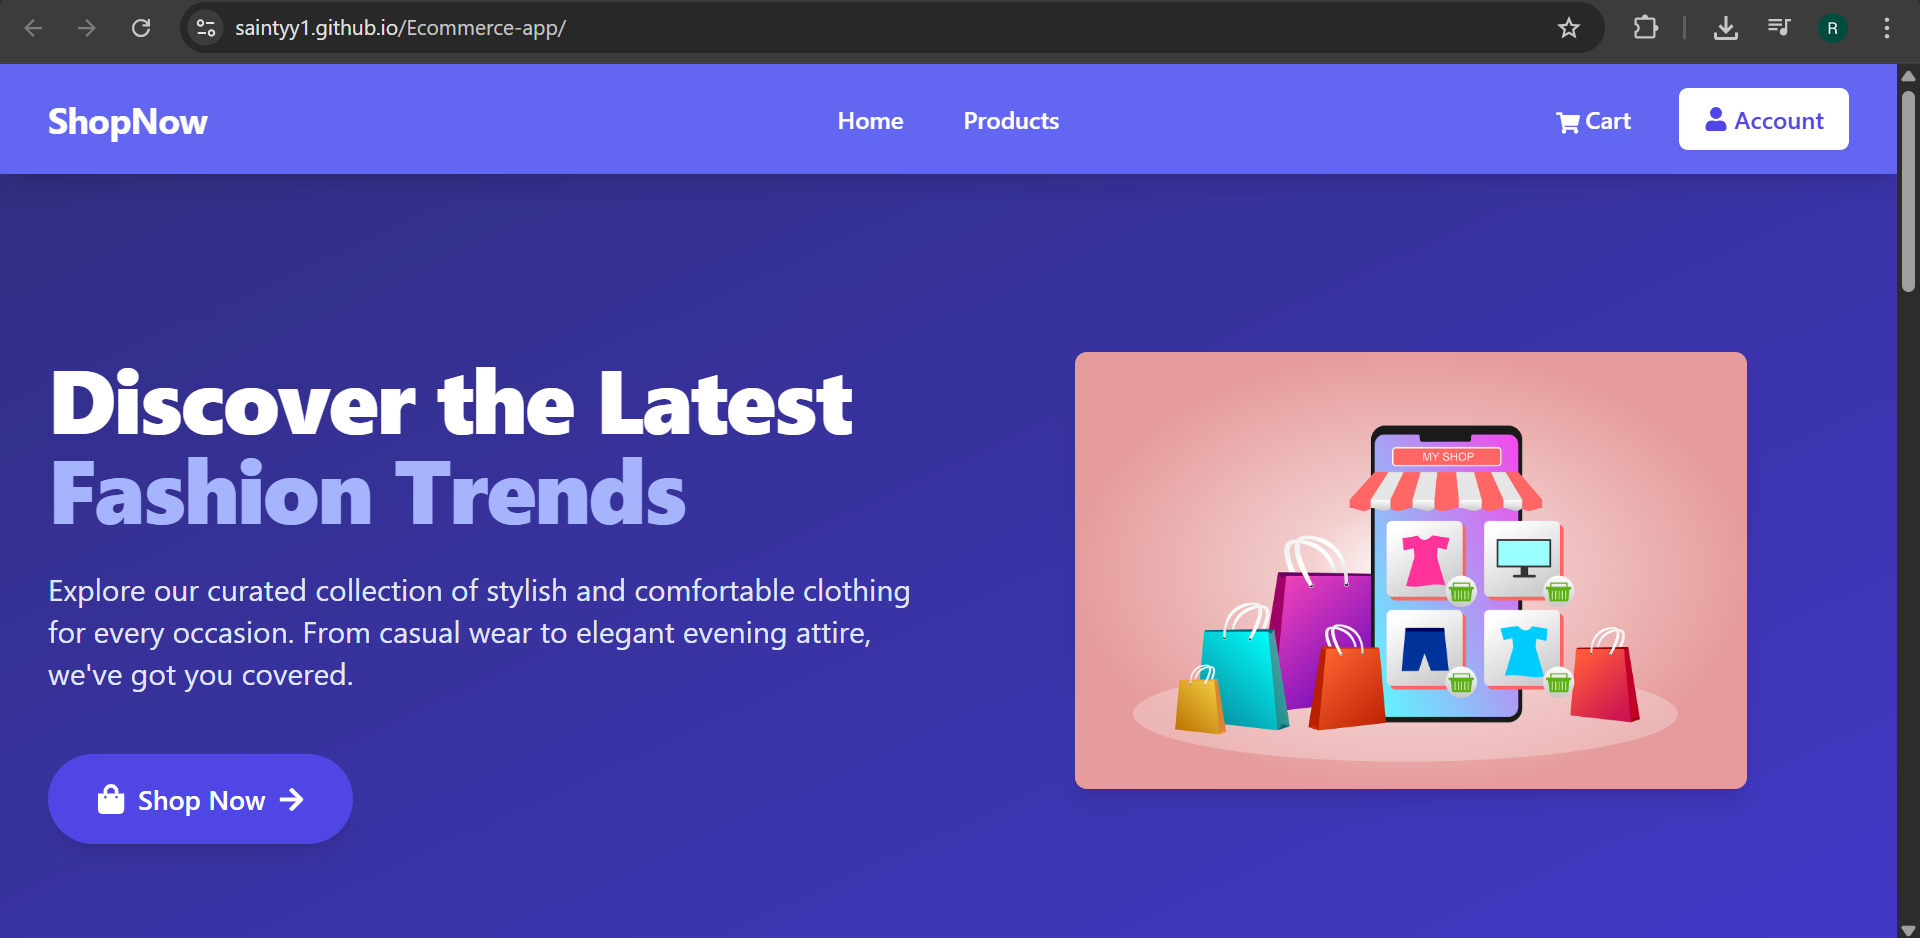 saintyy1.github.io/Ecommerce-app/
R
ShopNow
Home
Products
Cart
Account
Discover the Latest
Fashion Trends
Explore our curated collection of stylish and comfortable clothing
for every occasion. From casual wear to elegant evening attire,
we've got you covered.
Shop Now
MY SHOP